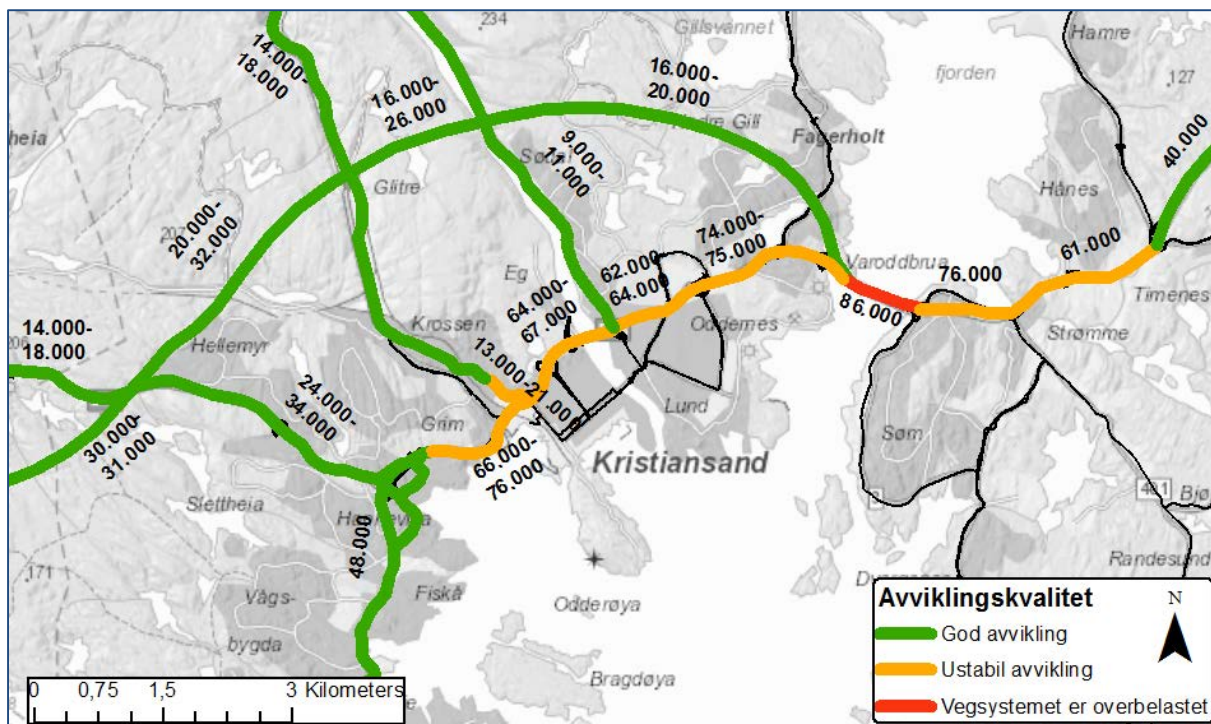 234
Gillsvannet
Hamre
14.000-
18.000
16.000-
20.000
fjorden
127
16.000-
26.000
Fagerholt
heia
9.000-
11.000
40.000
Glitre
Hånes
207
20.000-
32.000
74.000-
75.000
61.000
Eg
62.000
64.000
Varoddbrua
76.000
64.000-
67.000
86.000
Timenes
Krossen
Oddernes
Strømme
14.000-
18.000
206
Hellemyr
13.000-21.000
24.000-
34.000
Lund
Grim
Søm
30.000-
31.000
66.000-
76.000
Kristiansand
Slettheia
401
48.000
Randesund
171
Fiskå
Vågs-
bygda
Odderøya
Bragdøya
Avviklingskvalitet
N
God avvikling
Ustabil avvikling
Vegsystemet er overbelastet
0 0,75 1,5 3 Kilometers